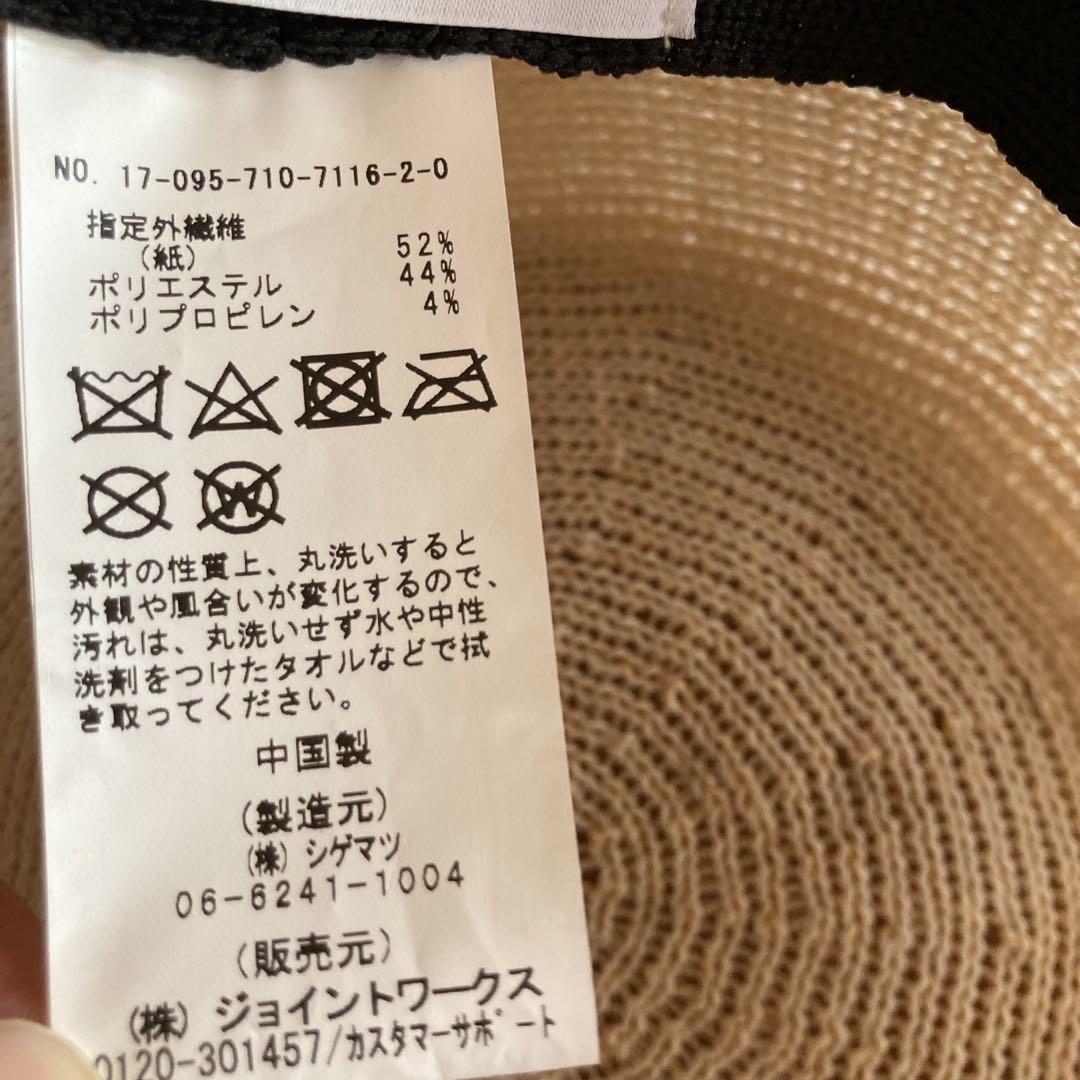 NO. 17-095-710-7116-2-0
指定外繊維
(紙) 52%
ポリエステル 44%
ポリプロピレン 4%
W
素材の性質上、丸洗いすると
外観や風合いが変化するので、
汚れは、丸洗いせず水や中性
洗剤をつけたタオルなどで拭
き取ってください。
中国製
(製造元)
(株) シゲマツ
06-6241-1004
(販売元)
(株) ジョイントワークス
0120-301457/カスタマーサポート